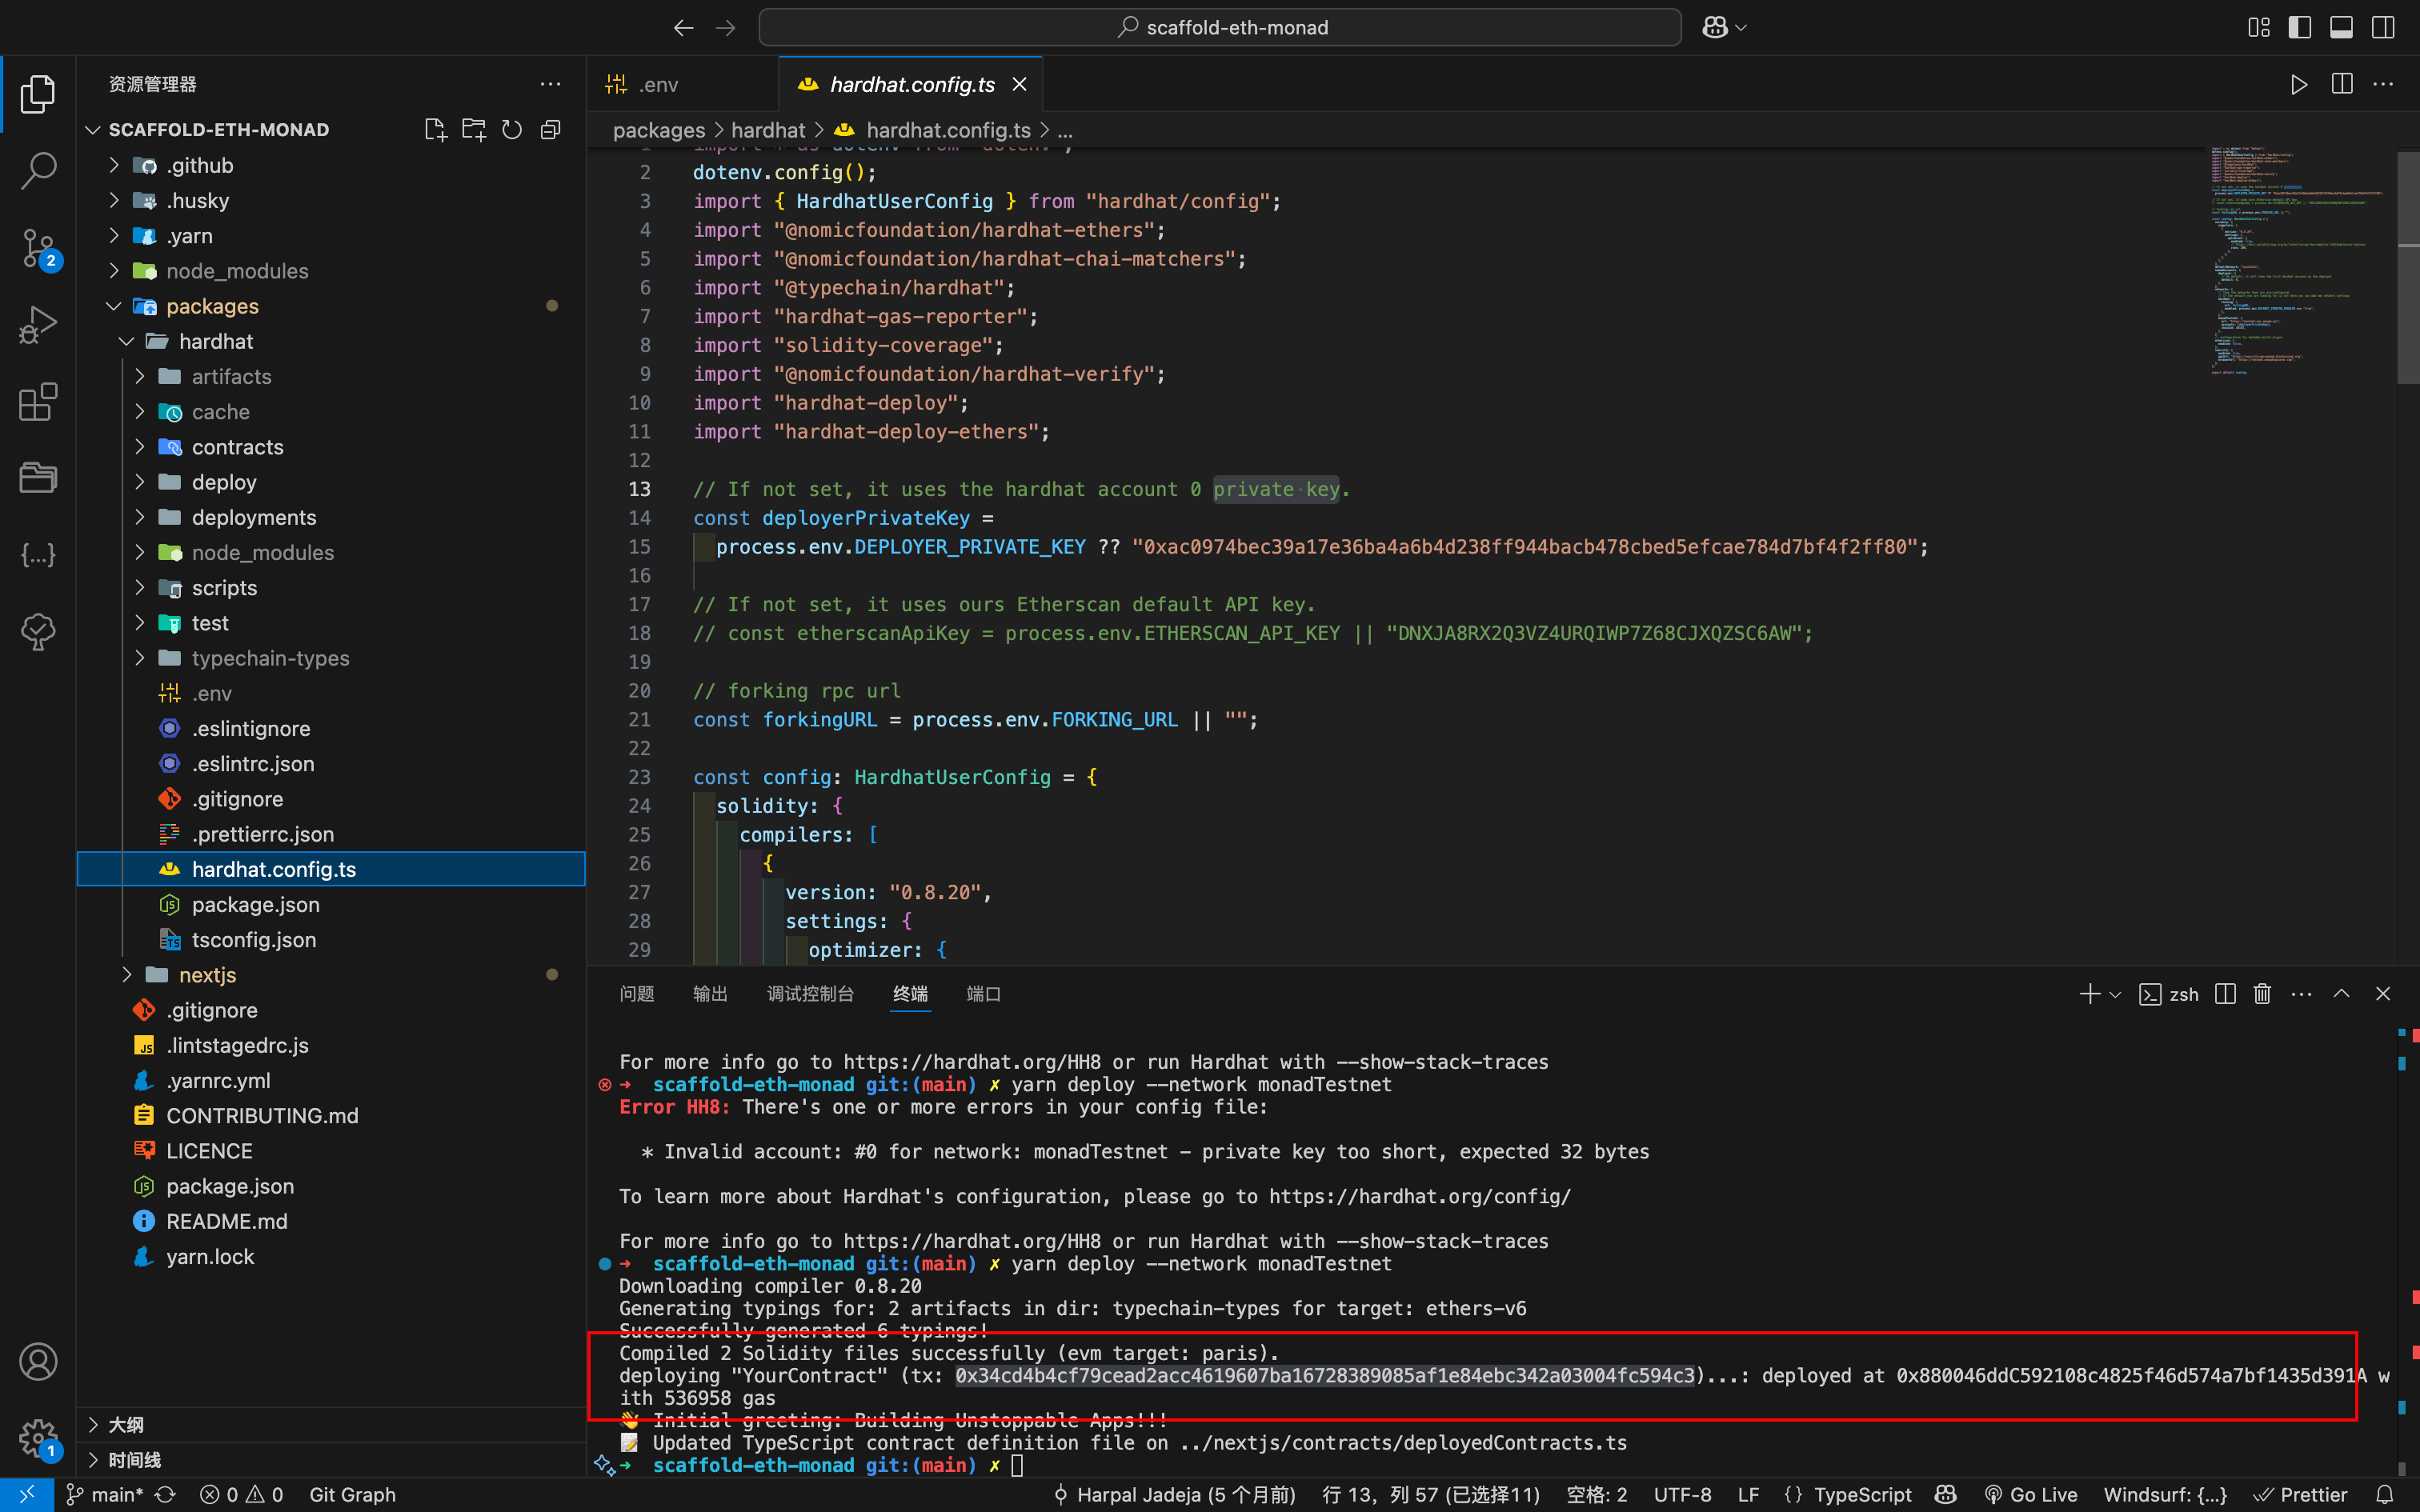 scaffold-eth-monad
资源管理器
SCAFFOLD-ETH-MONAD
.github
.husky
.yarn
node_modules
packages
hardhat
artifacts
cache
contracts
deploy
deployments
node_modules
scripts
test
typechain-types
.env
.eslintignore
.eslintrc.json
.gitignore
.prettierrc.json
hardhat.config.ts
package.json
tsconfig.json
nextjs
.gitignore
.lintstagedrc.js
.yarnrc.yml
CONTRIBUTING.md
LICENCE
package.json
README.md
yarn.lock
大纲
时间线
2
1
.env
hardhat.config.ts
packages > hardhat > hardhat.config.ts > ...
2 dotenv.config();
3 import { HardhatUserConfig } from "hardhat/config";
4 import "@nomicfoundation/hardhat-ethers";
5 import "@nomicfoundation/hardhat-chai-matchers";
6 import "@typechain/hardhat";
7 import "hardhat-gas-reporter";
8 import "solidity-coverage";
9 import "@nomicfoundation/hardhat-verify";
10 import "hardhat-deploy";
11 import "hardhat-deploy-ethers";
12
13 // If not set, it uses the hardhat account 0 private key.
14 const deployerPrivateKey =
15 process.env.DEPLOYER_PRIVATE_KEY ?? "0xac0974bec39a17e36ba4a6b4d238ff944bacb478cbed5efcae784d7bf4f2ff80";
16
17 // If not set, it uses ours Etherscan default API key.
18 // const etherscanApiKey = process.env.ETHERSCAN_API_KEY || "DNXJA8RX2Q3VZ4URQIWP7Z68CJXQZSC6AW";
19
20 // forking rpc url
21 const forkingURL = process.env.FORKING_URL || "";
22
23 const config: HardhatUserConfig = {
24 solidity: {
25 compilers: [
26 {
27 version: "0.8.20",
28 settings: {
29 optimizer: {
问题 输出 调试控制台 终端 端口
zsh
For more info go to https://hardhat.org/HH8 or run Hardhat with --show-stack-traces
➜ scaffold-eth-monad git:(main) ✗ yarn deploy --network monadTestnet
Error HH8: There's one or more errors in your config file:
* Invalid account: #0 for network: monadTestnet - private key too short, expected 32 bytes
To learn more about Hardhat's configuration, please go to https://hardhat.org/config/
For more info go to https://hardhat.org/HH8 or run Hardhat with --show-stack-traces
➜ scaffold-eth-monad git:(main) ✗ yarn deploy --network monadTestnet
Downloading compiler 0.8.20
Generating typings for: 2 artifacts in dir: typechain-types for target: ethers-v6
Successfully generated 6 typings!
Compiled 2 Solidity files successfully (evm target: paris).
deploying "YourContract" (tx: 0x34cd4b4cf79cead2acc4619607ba16728389085af1e84ebc342a03004fc594c3)...: deployed at 0x880046ddC592108c4825f46d574a7bf1435d391A w
ith 536958 gas
👋 Initial greeting: Building Unstoppable Apps!!!
📝 Updated TypeScript contract definition file on ../nextjs/contracts/deployedContracts.ts
➜ scaffold-eth-monad git:(main) ✗
main* 0 0 Git Graph Harpal Jadeja (5 个月前) 行 13，列 57 (已选择11) 空格: 2 UTF-8 LF {} TypeScript Go Live Windsurf: {...} Prettier